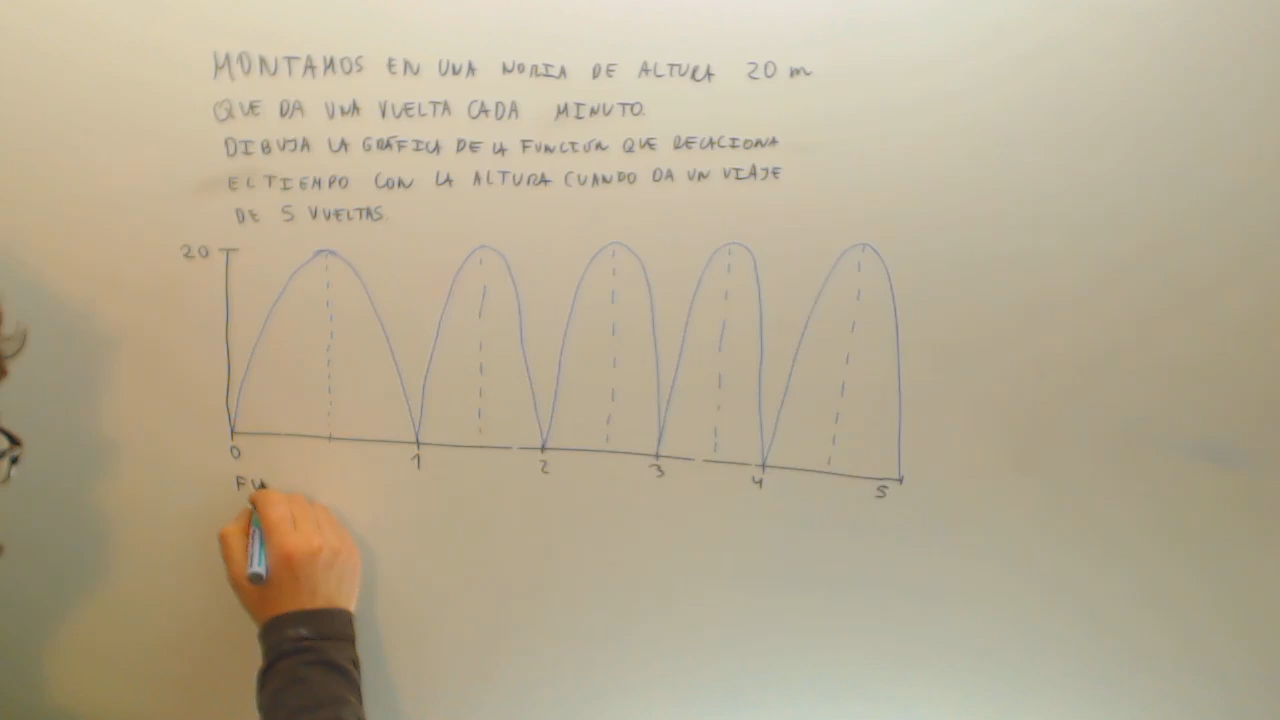 MONTAMOS EN UNA NORIA DE ALTURA 20 m
QUE DA UNA VUELTA CADA MINUTO.
DIBUJA LA GRÁFICA DE LA FUNCIÓN QUE RELACIONA
EL TIEMPO CON LA ALTURA CUANDO DA UN VIAJE
DE 5 VUELTAS.
20
0 1 2 3 4 5
FU